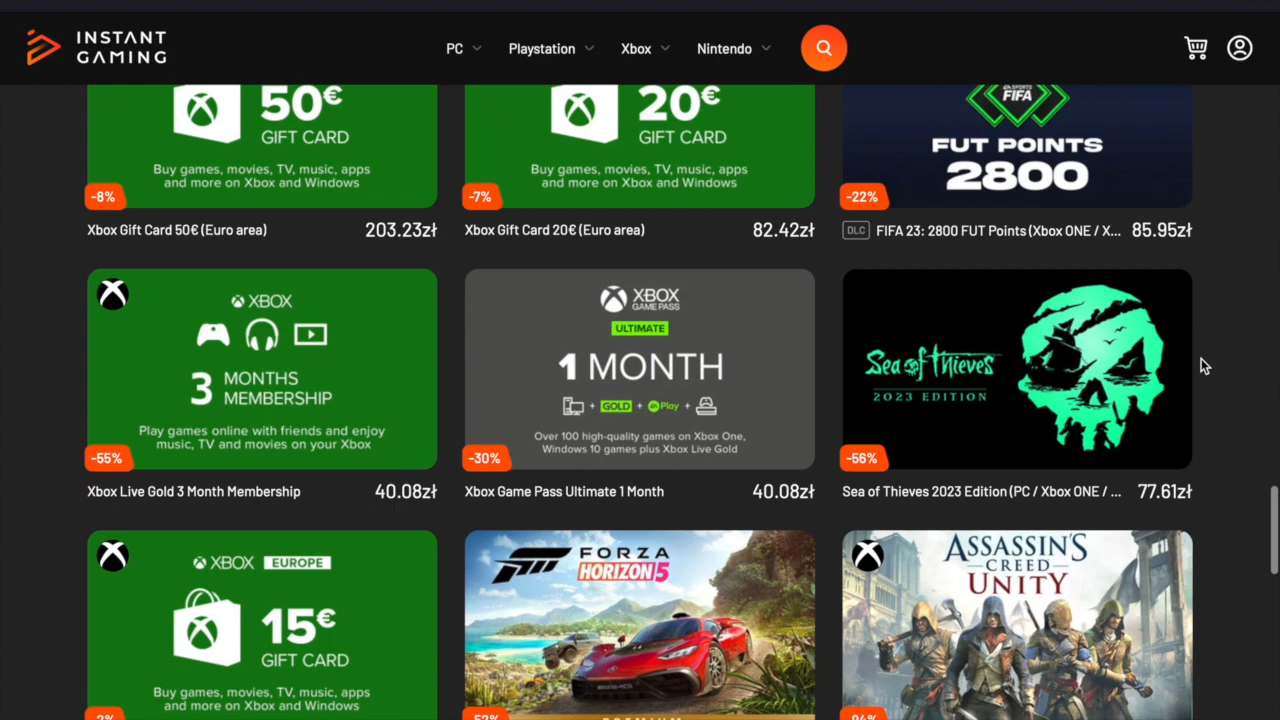 INSTANT
GAMING
PC
Playstation
Xbox
Nintendo
50€
GIFT CARD
Buy games, movies, TV, music, apps
and more on Xbox and Windows
-8%
Xbox Gift Card 50€ (Euro area)
203.23zł
20€
GIFT CARD
Buy games, movies, TV, music, apps
and more on Xbox and Windows
-7%
Xbox Gift Card 20€ (Euro area)
82.42zł
EA SPORTS
FIFA
FUT POINTS
2800
-22%
DLC
FIFA 23: 2800 FUT Points (Xbox ONE / X...
85.95zł
XBOX
3 MONTHS
MEMBERSHIP
Play games online with friends and enjoy
music, TV and movies on your Xbox
-55%
Xbox Live Gold 3 Month Membership
40.08zł
XBOX
GAME PASS
ULTIMATE
1 MONTH
+ GOLD + EA Play +
Over 100 high-quality games on Xbox One,
Windows 10 games plus Xbox Live Gold
-30%
Xbox Game Pass Ultimate 1 Month
40.08zł
Sea of Thieves
2023 EDITION
-56%
Sea of Thieves 2023 Edition (PC / Xbox ONE / ...
77.61zł
XBOX EUROPE
15€
GIFT CARD
Buy games, movies, TV, music, apps
and more on Xbox and Windows
FORZA
HORIZON 5
ASSASSIN'S
CREED
UNITY